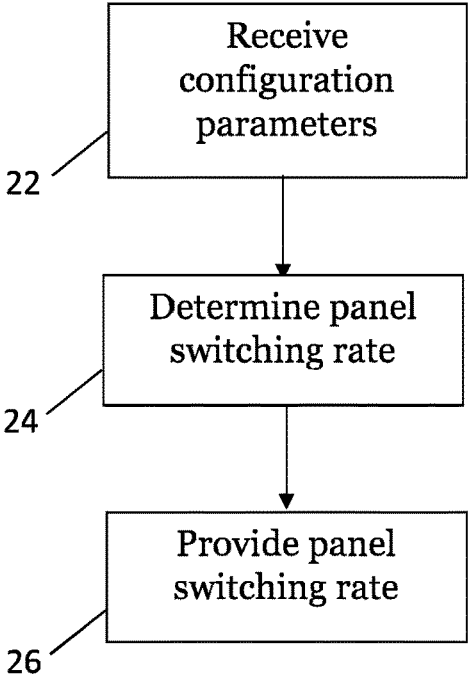 Receive
configuration
parameters
22
Determine panel
switching rate
24
Provide panel
switching rate
26